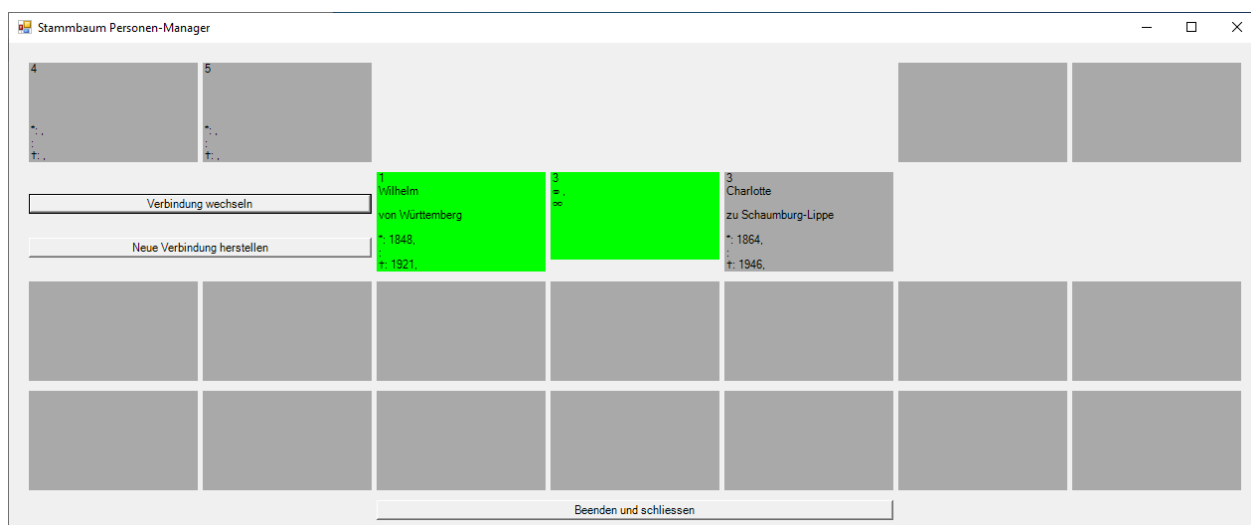 Stammbaum Personen-Manager
4
*: ,
:
†: ,
5
*: ,
:
†: ,
Verbindung wechseln
Neue Verbindung herstellen
1
Wilhelm
von Württemberg
*: 1848,
:
†: 1921,
3
= ,
∞
3
Charlotte
zu Schaumburg-Lippe
*: 1864,
:
†: 1946,
Beenden und schliessen